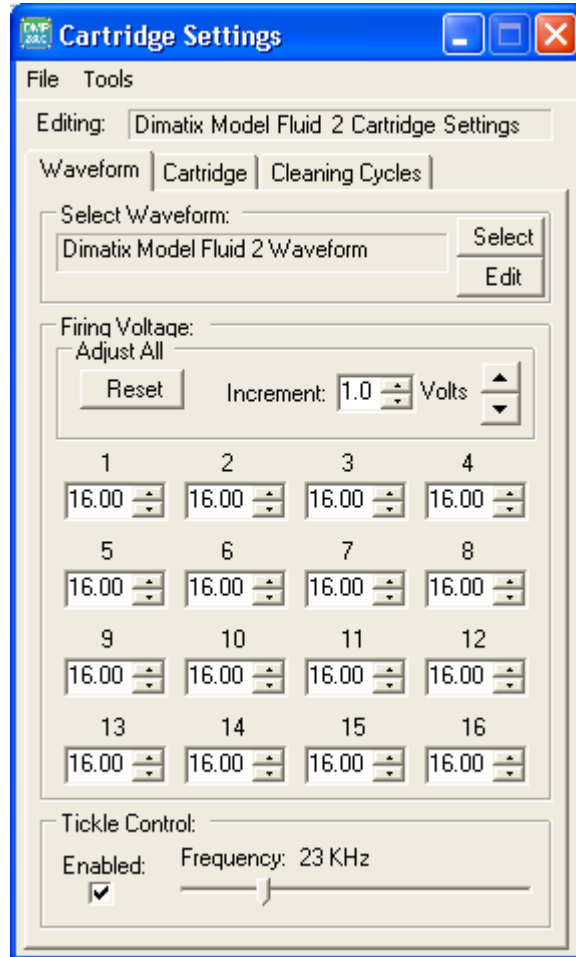 Cartridge Settings
File Tools
Editing: Dimatix Model Fluid 2 Cartridge Settings
Waveform Cartridge Cleaning Cycles
Select Waveform:
Dimatix Model Fluid 2 Waveform
Select
Edit
Firing Voltage:
Adjust All
Reset Increment: 1.0 Volts
1 2 3 4
16.00 16.00 16.00 16.00
5 6 7 8
16.00 16.00 16.00 16.00
9 10 11 12
16.00 16.00 16.00 16.00
13 14 15 16
16.00 16.00 16.00 16.00
Tickle Control:
Enabled: Frequency: 23 KHz